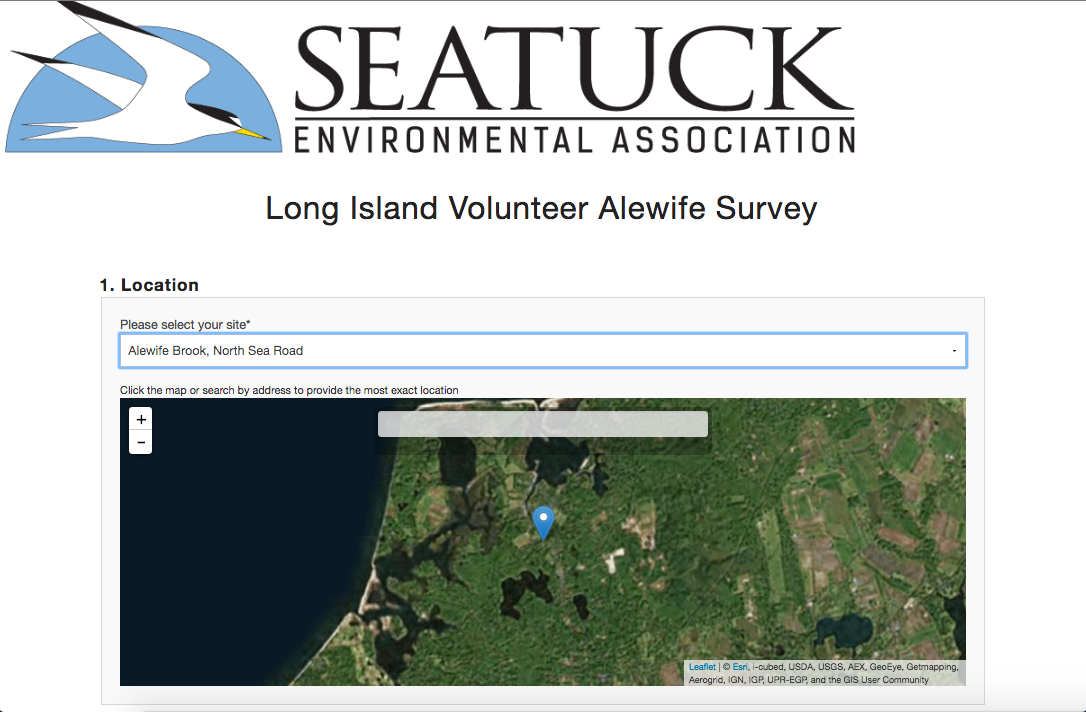 SEATUCK
ENVIRONMENTAL ASSOCIATION
Long Island Volunteer Alewife Survey
1. Location
Please select your site*
Alewife Brook, North Sea Road
Click the map or search by address to provide the most exact location
+
−
Leaflet | © Esri, i-cubed, USDA, USGS, AEX, GeoEye, Getmapping,
Aerogrid, IGN, IGP, UPR-EGP, and the GIS User Community